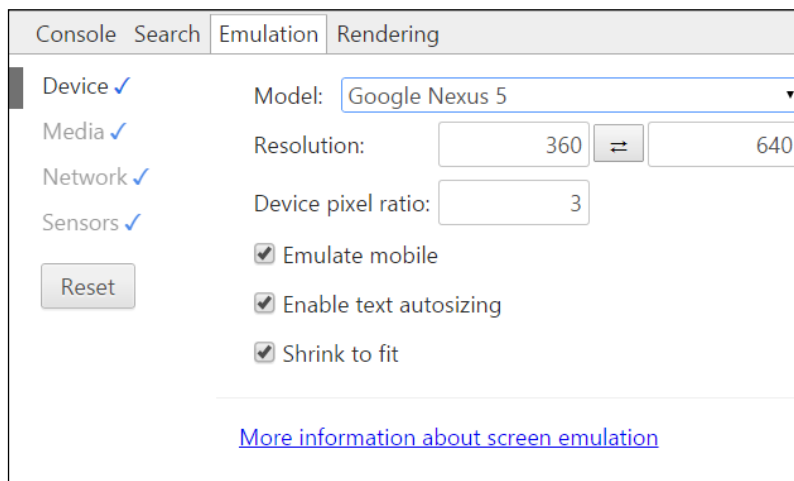 Console Search Emulation Rendering
Device ✓
Model: Google Nexus 5
Media ✓
Resolution: 360 ⇄ 640
Network ✓
Device pixel ratio: 3
Sensors ✓
Emulate mobile
Reset
Enable text autosizing
Shrink to fit
More information about screen emulation